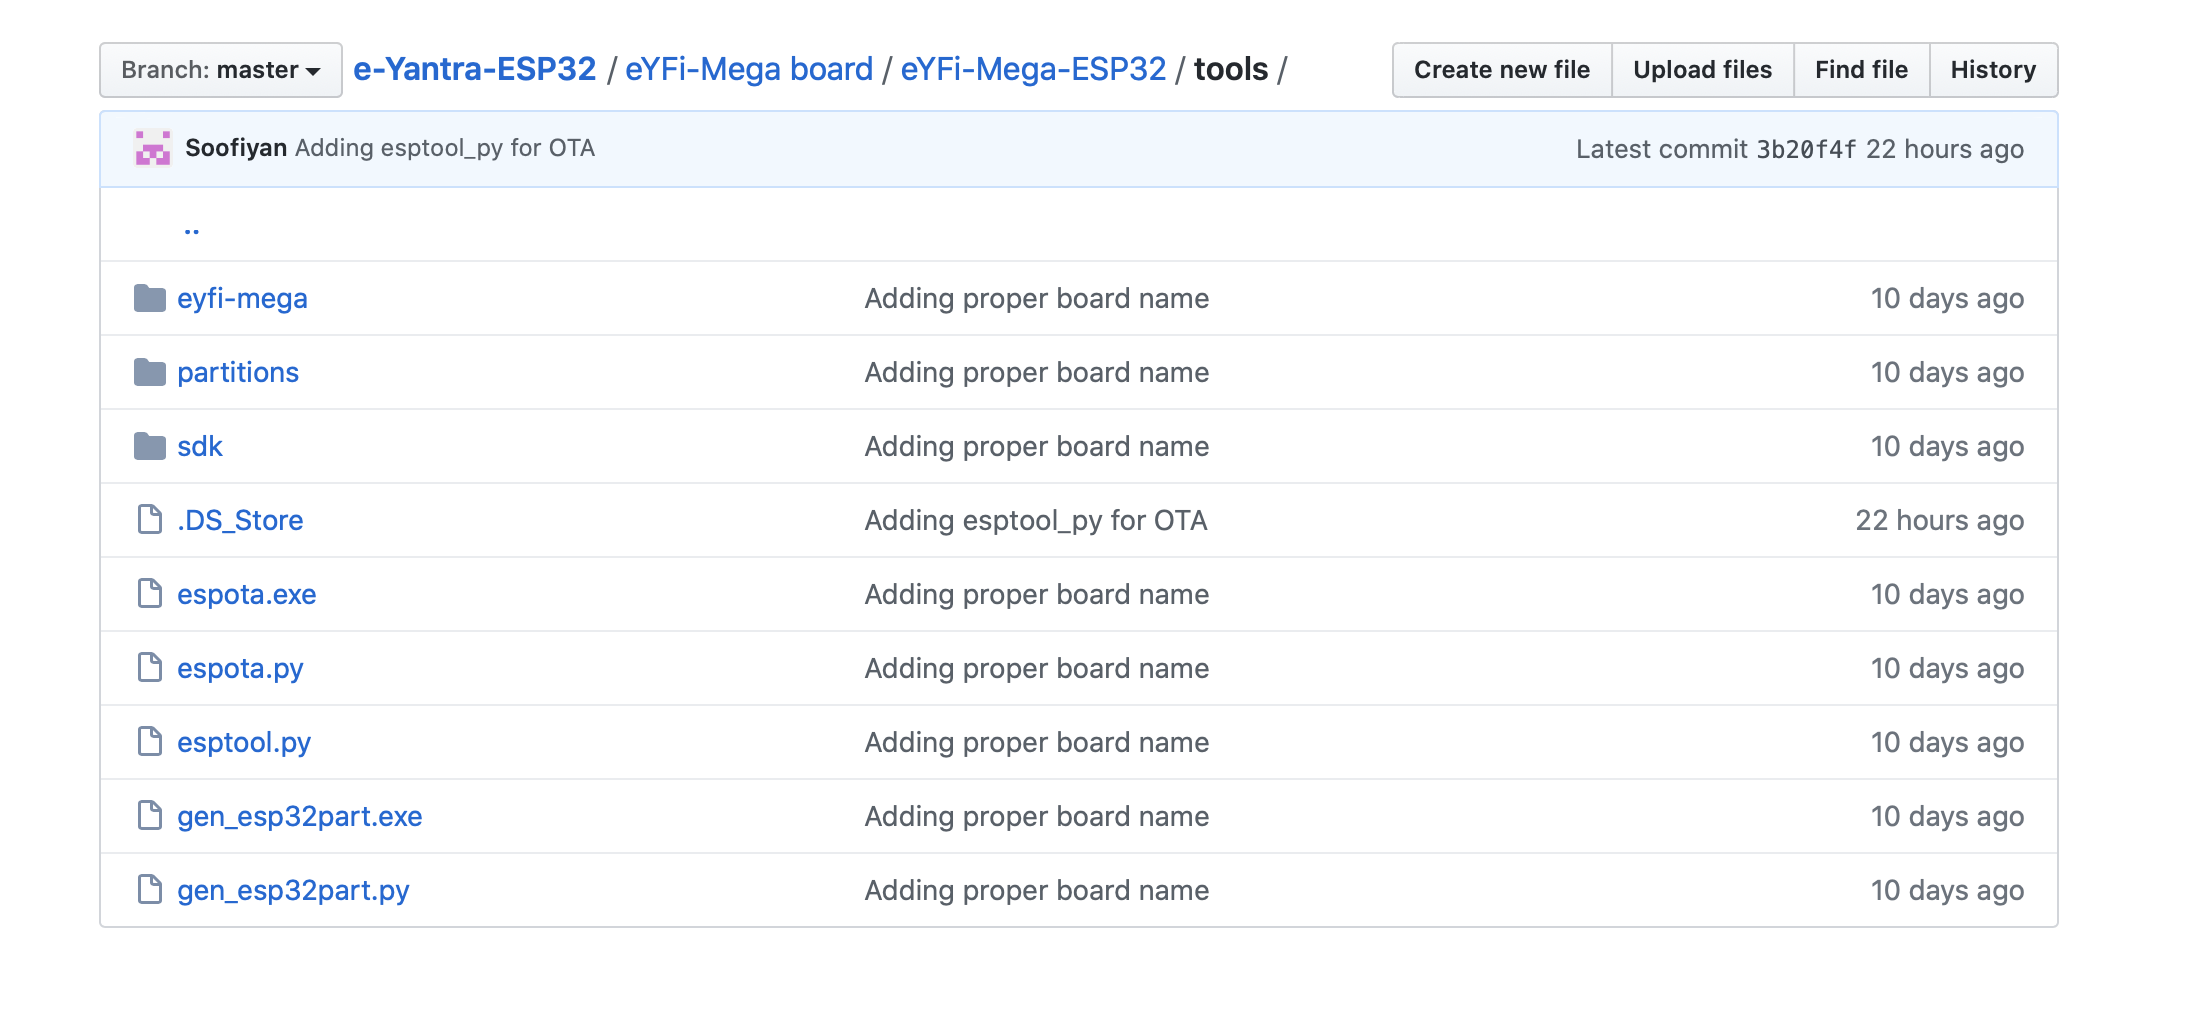 Branch: master e-Yantra-ESP32 / eYFi-Mega board / eYFi-Mega-ESP32 / tools / Create new file Upload files Find file History
Soofiyan Adding esptool_py for OTA Latest commit 3b20f4f 22 hours ago
..
eyfi-mega Adding proper board name 10 days ago
partitions Adding proper board name 10 days ago
sdk Adding proper board name 10 days ago
.DS_Store Adding esptool_py for OTA 22 hours ago
espota.exe Adding proper board name 10 days ago
espota.py Adding proper board name 10 days ago
esptool.py Adding proper board name 10 days ago
gen_esp32part.exe Adding proper board name 10 days ago
gen_esp32part.py Adding proper board name 10 days ago